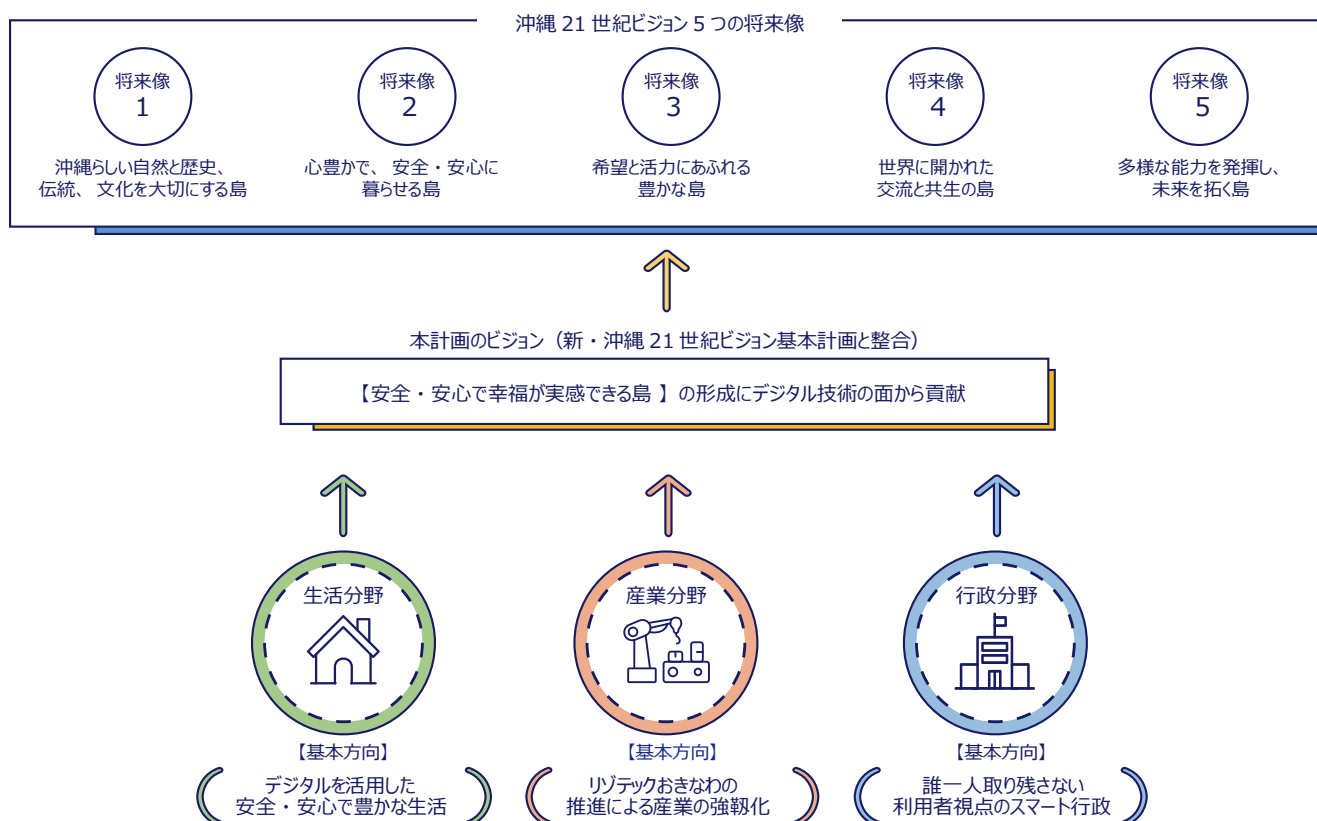 沖縄 21 世紀ビジョン 5 つの将来像
将来像
1
沖縄らしい自然と歴史、
伝統、 文化を大切にする島
将来像
2
心豊かで、 安全・安心に
暮らせる島
将来像
3
希望と活力にあふれる
豊かな島
将来像
4
世界に開かれた
交流と共生の島
将来像
5
多様な能力を発揮し、
未来を拓く島
本計画のビジョン（新・沖縄 21 世紀ビジョン基本計画と整合）
【安全・安心で幸福が実感できる島 】 の形成にデジタル技術の面から貢献
生活分野
【基本方向】
デジタルを活用した
安全・安心で豊かな生活
産業分野
【基本方向】
リゾテックおきなわの
推進による産業の強靱化
行政分野
【基本方向】
誰一人取り残さない
利用者視点のスマート行政